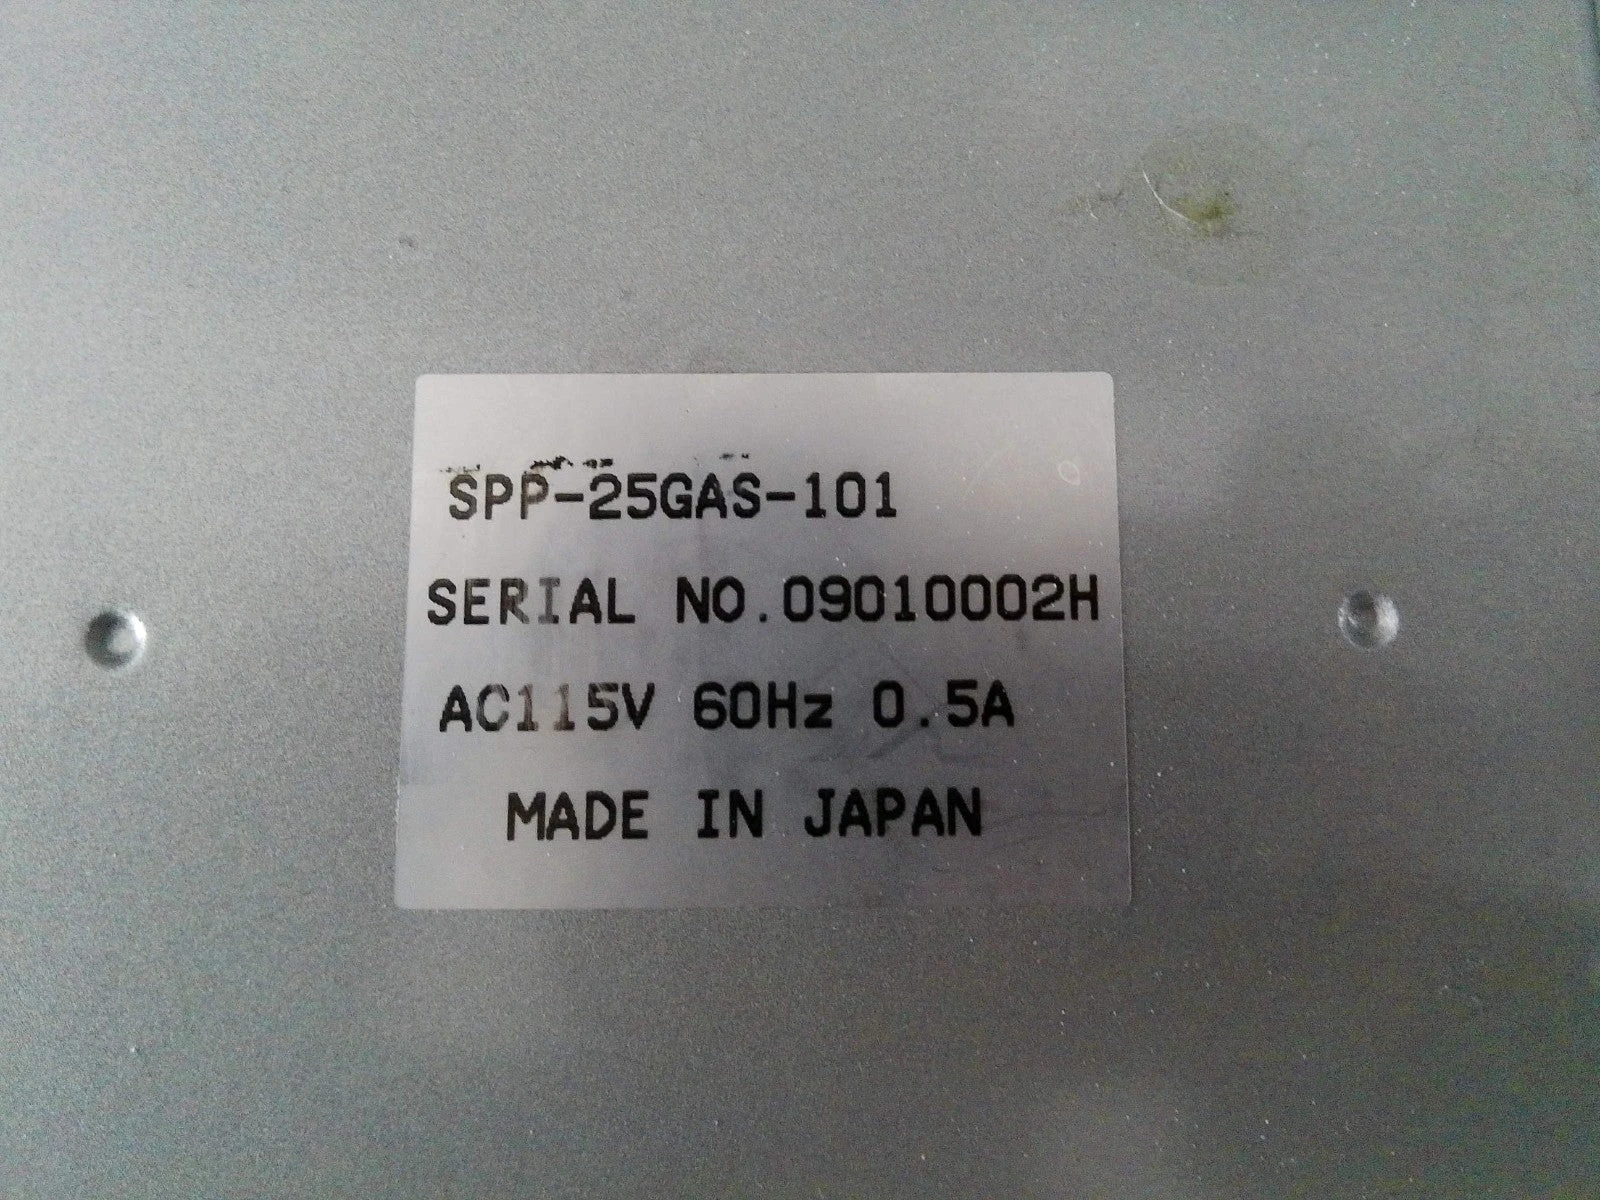 SPP-25GAS-101
SERIAL NO.09010002H
AC115V 60Hz 0.5A
MADE IN JAPAN